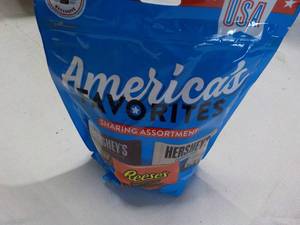 USA
America's
FAVORITES
SHARING ASSORTMENT
HERSHEY'S
HERSHEY'S
Reese's